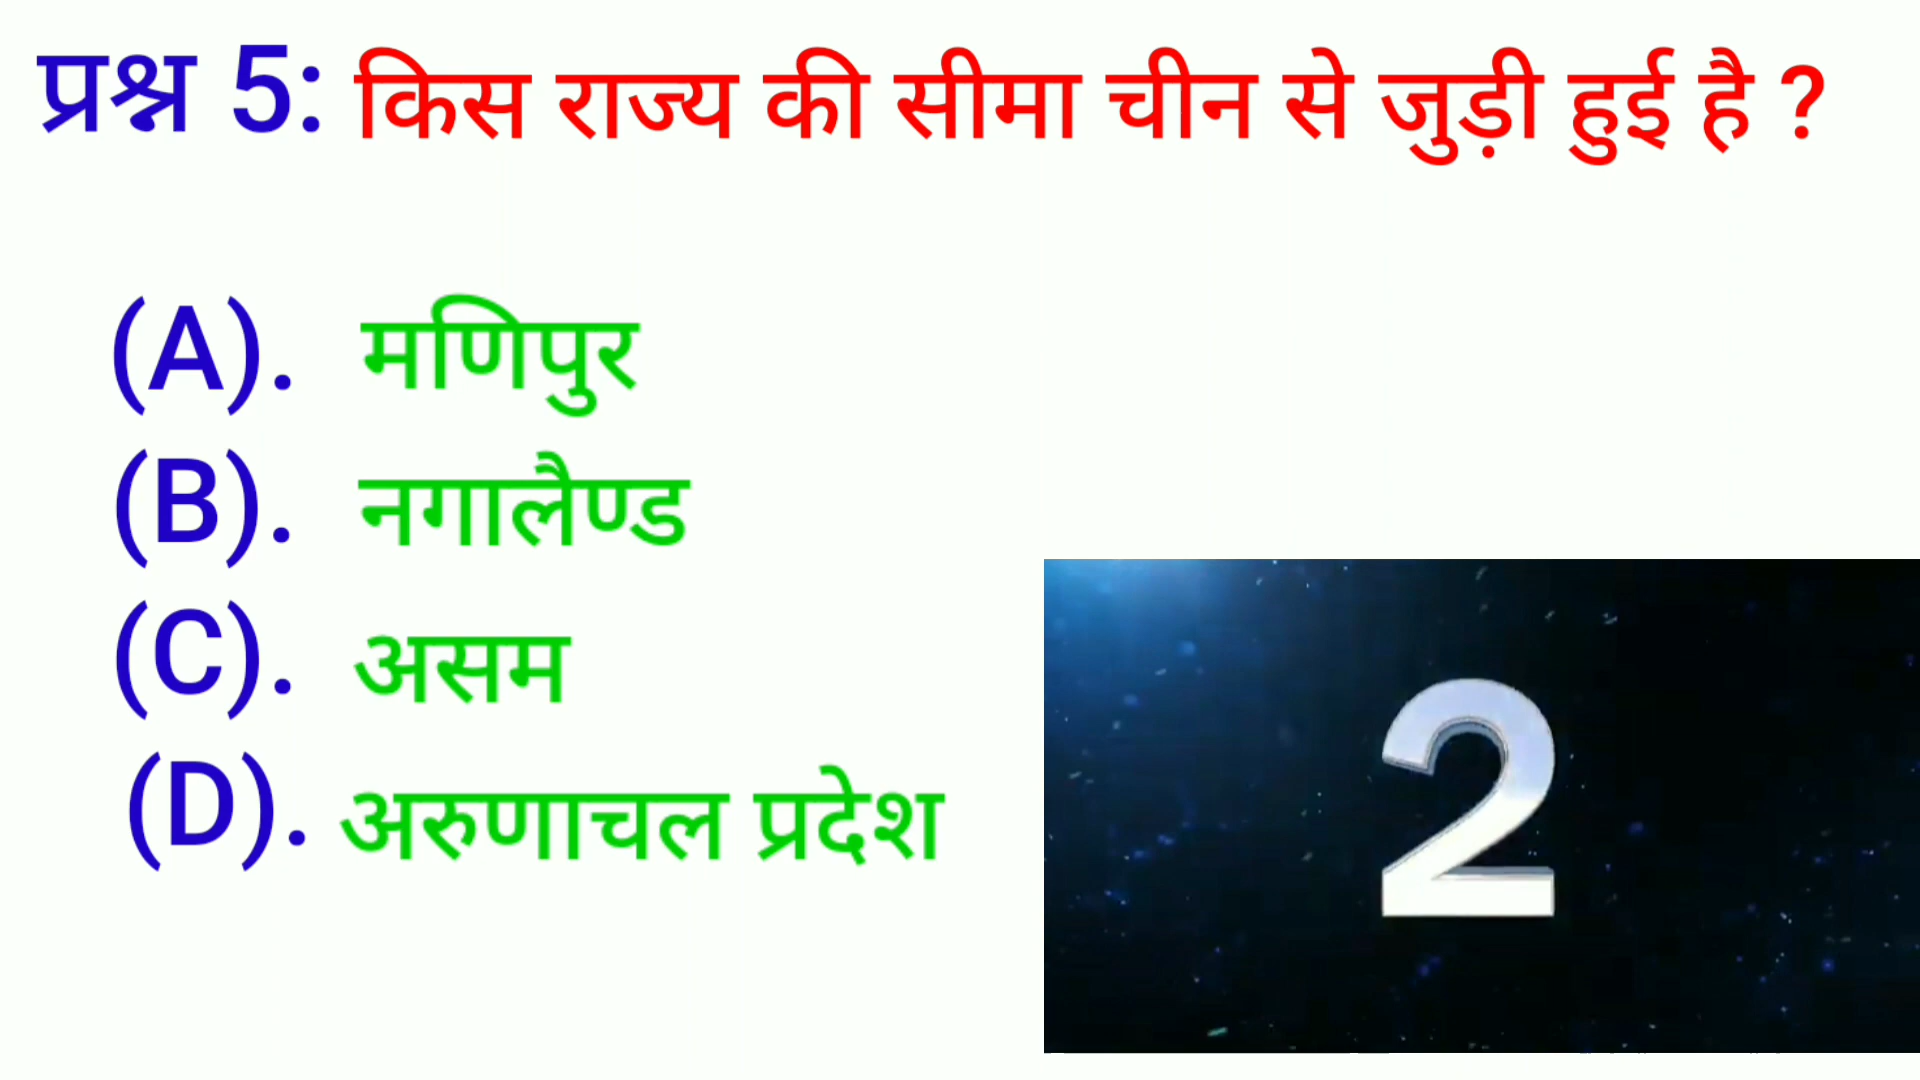 प्रश्न 5: किस राज्य की सीमा चीन से जुड़ी हुई है ?
(A). मणिपुर
(B). नगालैण्ड
(C). असम
(D). अरुणाचल प्रदेश
2